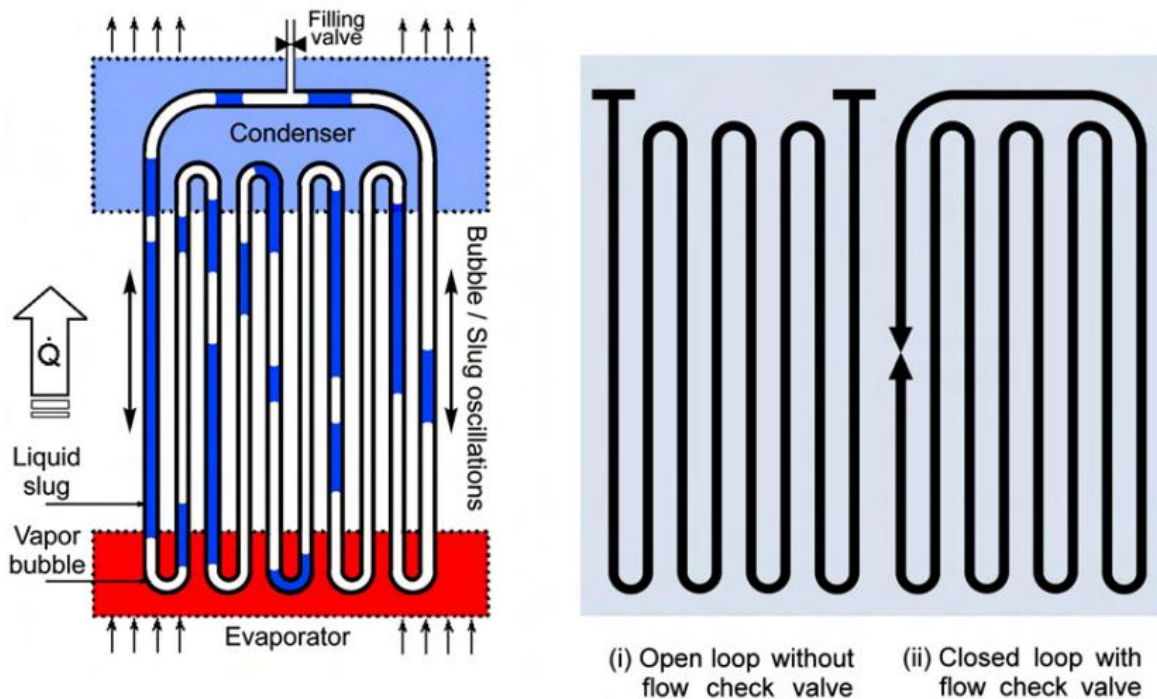 Filling
valve
Condenser
Bubble / Slug oscillations
Q̇
Liquid
slug
Vapor
bubble
Evaporator
(i) Open loop without
flow check valve
(ii) Closed loop with
flow check valve